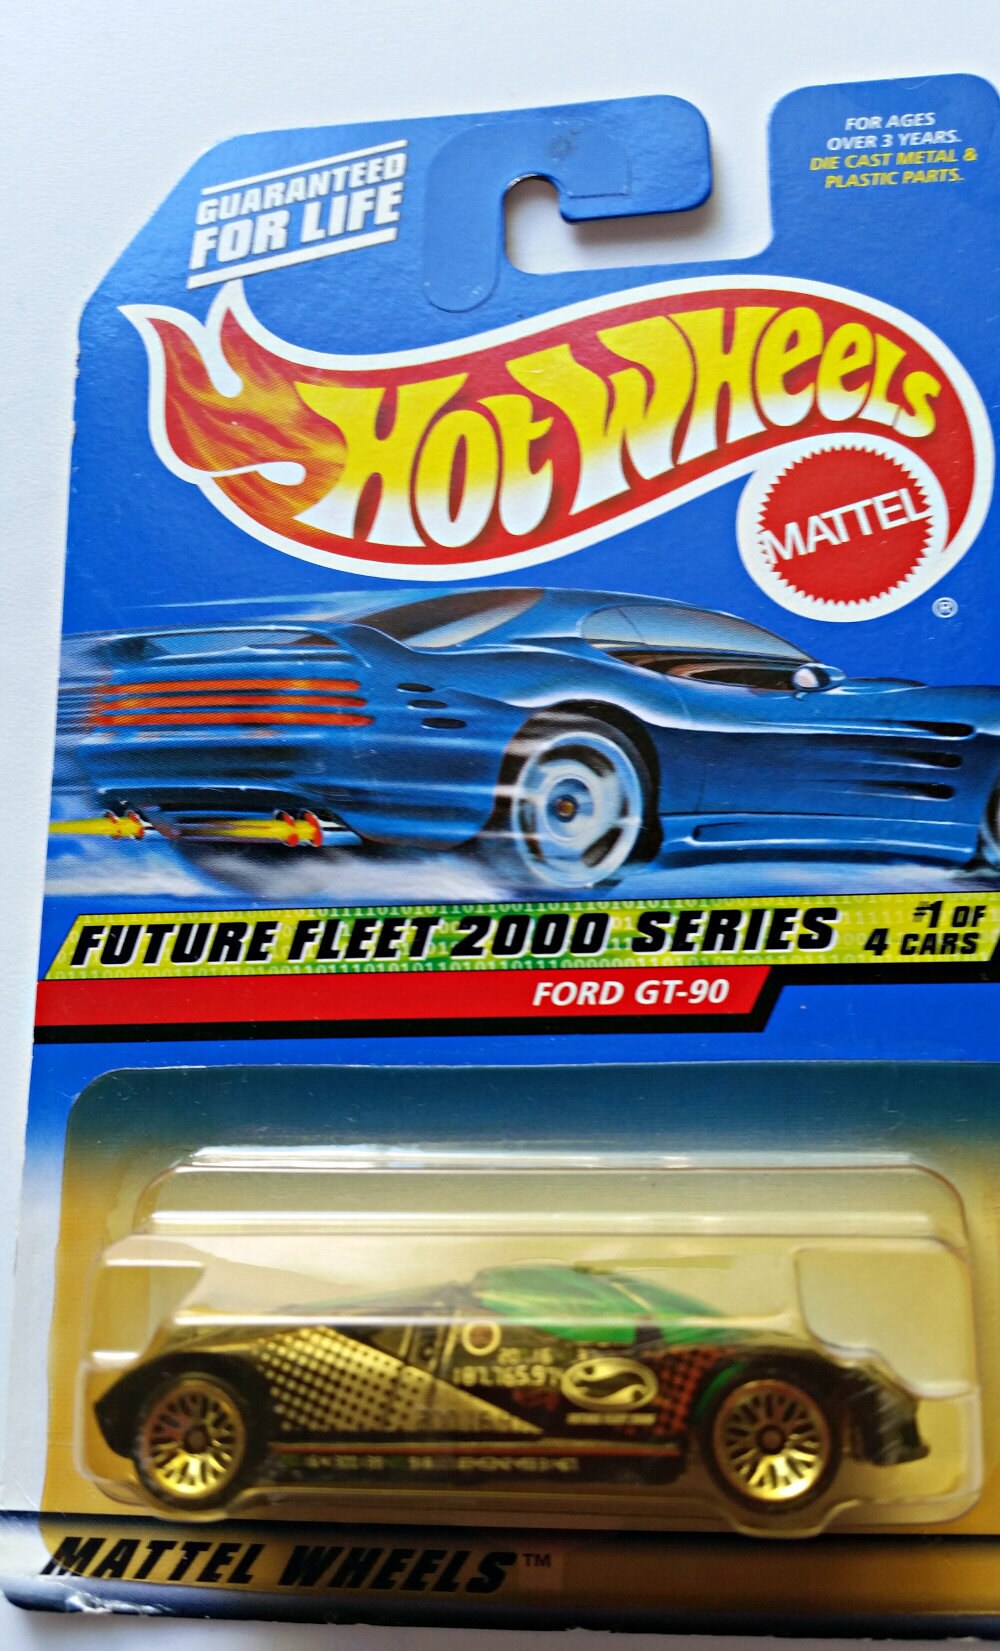 GUARANTEED
FOR LIFE
FOR AGES
OVER 3 YEARS.
DIE CAST METAL &
PLASTIC PARTS.
HOT WHEELS
MATTEL
®
FUTURE FLEET 2000 SERIES
#1 OF
4 CARS
FORD GT-90
MATTEL WHEELS™